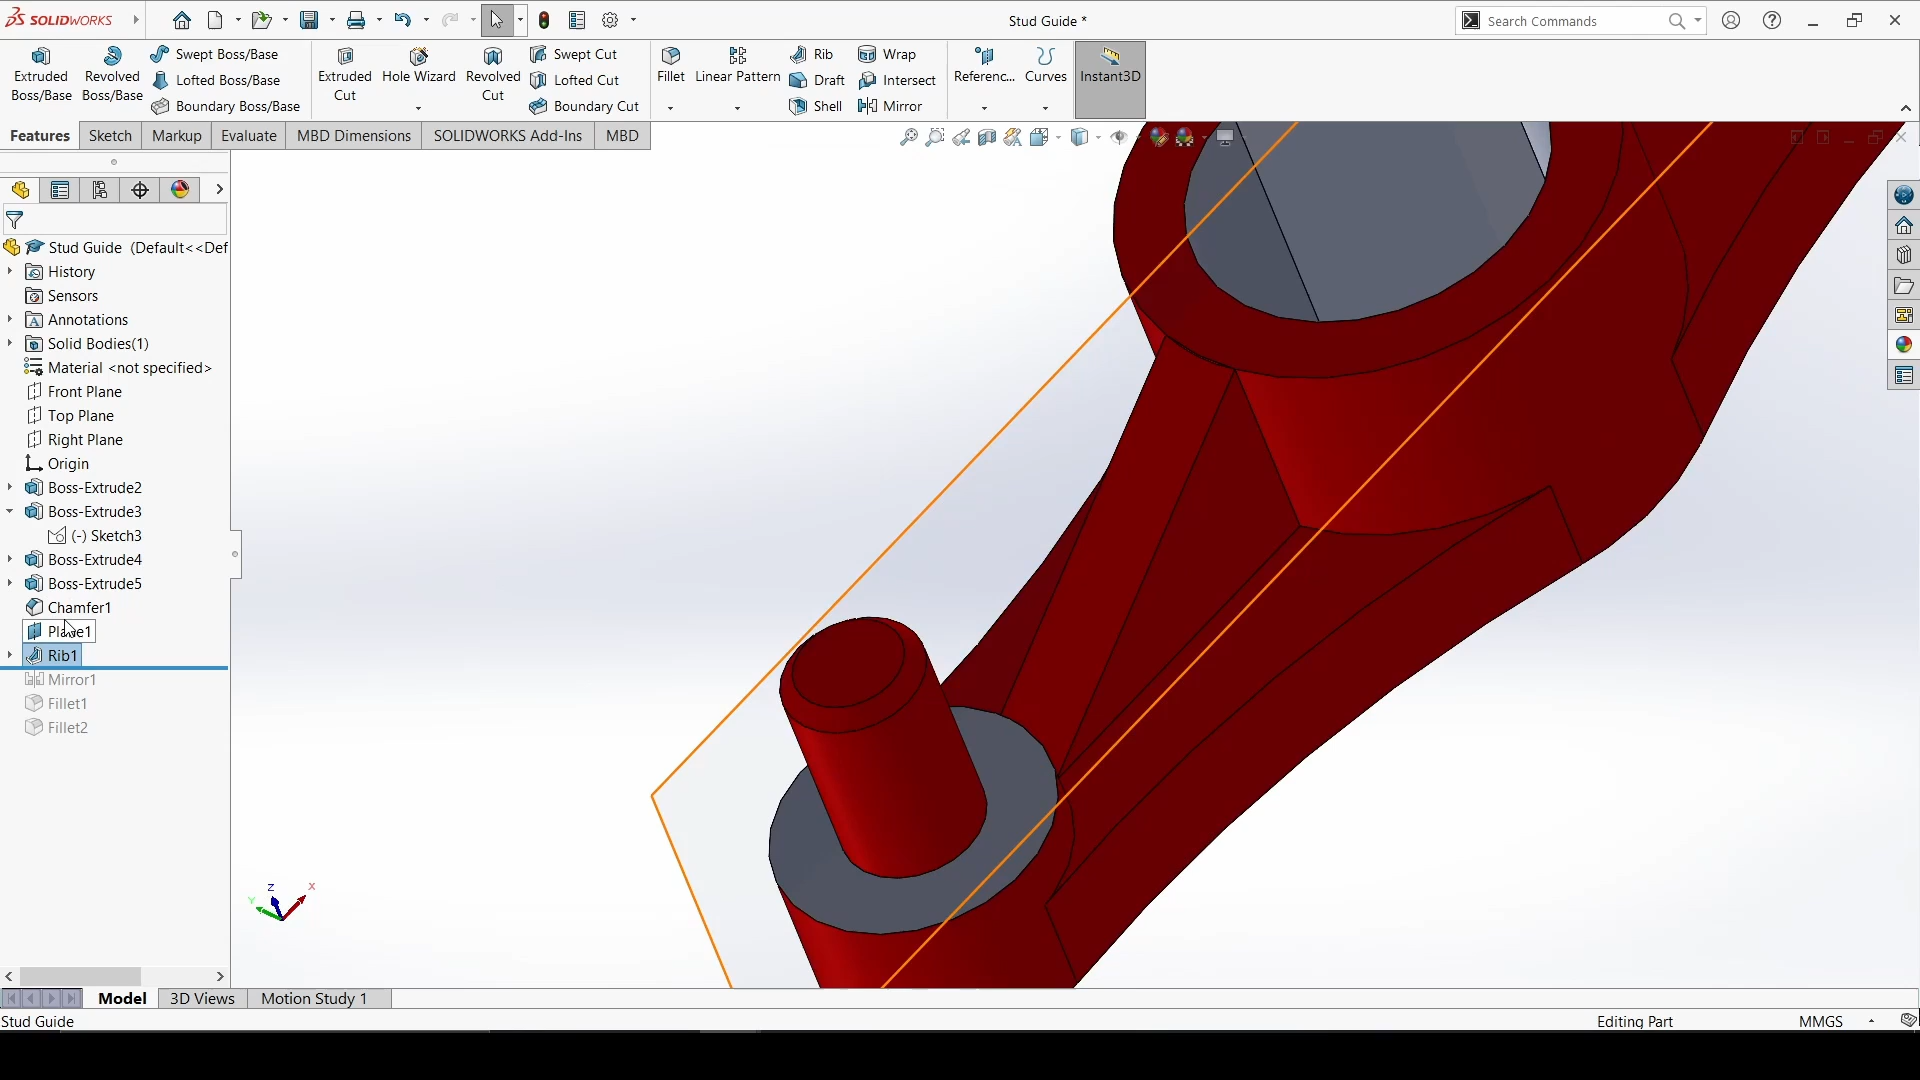 SOLIDWORKS
Stud Guide *
Search Commands
Extruded Boss/Base
Revolved Boss/Base
Swept Boss/Base
Lofted Boss/Base
Boundary Boss/Base
Extruded Cut
Hole Wizard
Revolved Cut
Swept Cut
Lofted Cut
Boundary Cut
Fillet
Linear Pattern
Rib
Draft
Shell
Wrap
Intersect
Mirror
Referenc...
Curves
Instant3D
Features
Sketch
Markup
Evaluate
MBD Dimensions
SOLIDWORKS Add-Ins
MBD
Stud Guide (Default<<Def
History
Sensors
Annotations
Solid Bodies(1)
Material <not specified>
Front Plane
Top Plane
Right Plane
Origin
Boss-Extrude2
Boss-Extrude3
(-) Sketch3
Boss-Extrude4
Boss-Extrude5
Chamfer1
Plane1
Rib1
Mirror1
Fillet1
Fillet2
Z
X
Y
Model
3D Views
Motion Study 1
Stud Guide
Editing Part
MMGS